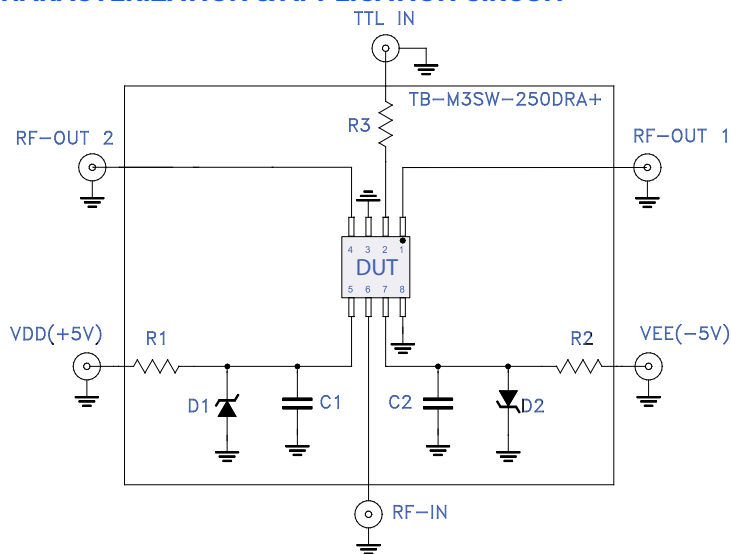 TTL IN
TB-M3SW-250DRA+
R3
RF-OUT 2
RF-OUT 1
4 3 2 1
DUT
5 6 7 8
VDD(+5V)
R1
R2
VEE(-5V)
D1
C1
C2
D2
RF-IN